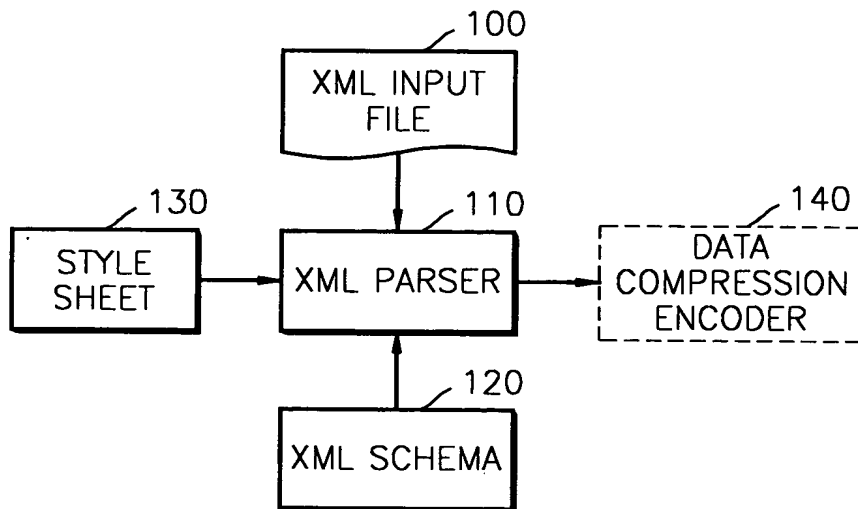 100
XML INPUT
FILE
130
STYLE
SHEET
110
XML PARSER
140
DATA
COMPRESSION
ENCODER
120
XML SCHEMA